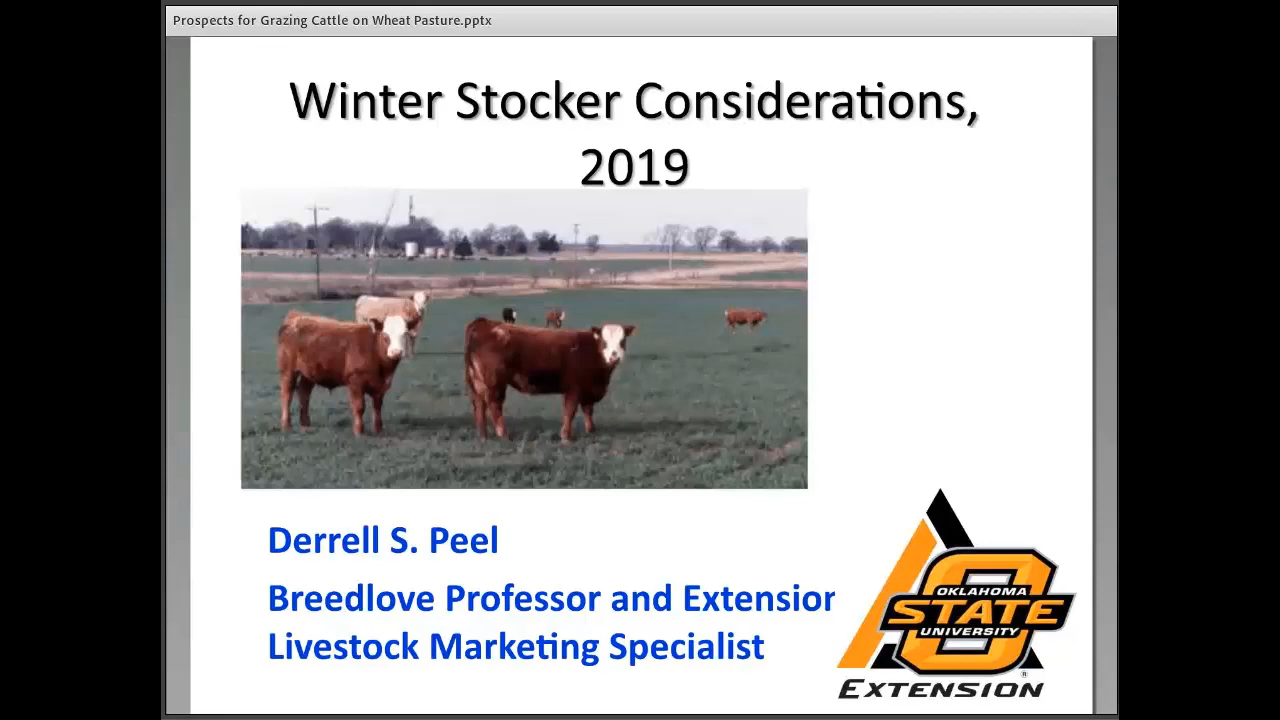 Prospects for Grazing Cattle on Wheat Pasture.pptx
Winter Stocker Considerations,
2019
Derrell S. Peel
Breedlove Professor and Extension
Livestock Marketing Specialist
OKLAHOMA
STATE
UNIVERSITY
®
EXTENSION